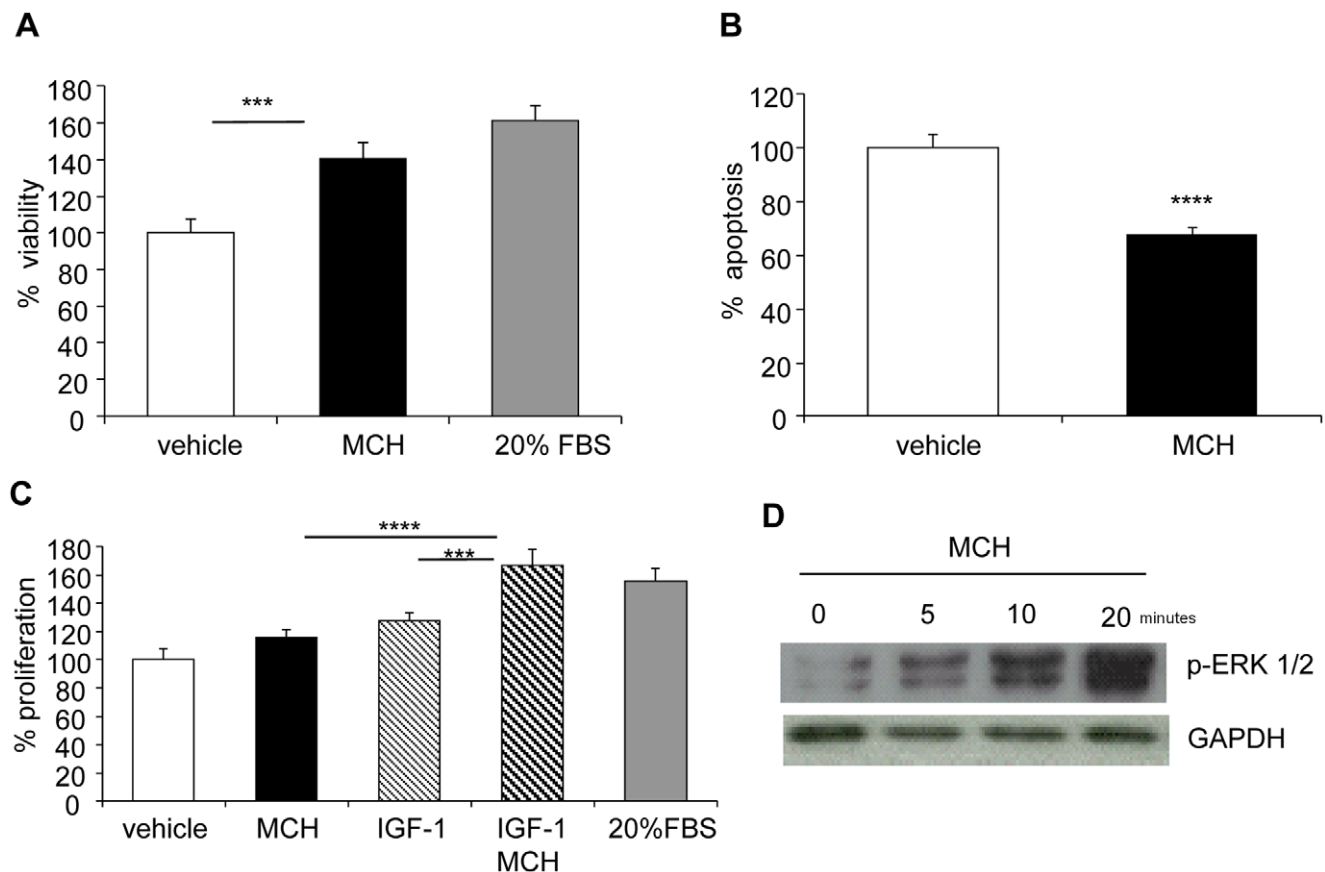 A
180
160
140
120
100
80
60
40
20
0
% viability
***
vehicle MCH 20% FBS
B
120
100
80
60
40
20
0
% apoptosis
****
vehicle MCH
C
180
160
140
120
100
80
60
40
20
0
% proliferation
****
***
vehicle MCH IGF-1 IGF-1 20%FBS
MCH
D
MCH
0 5 10 20 minutes
p-ERK 1/2
GAPDH